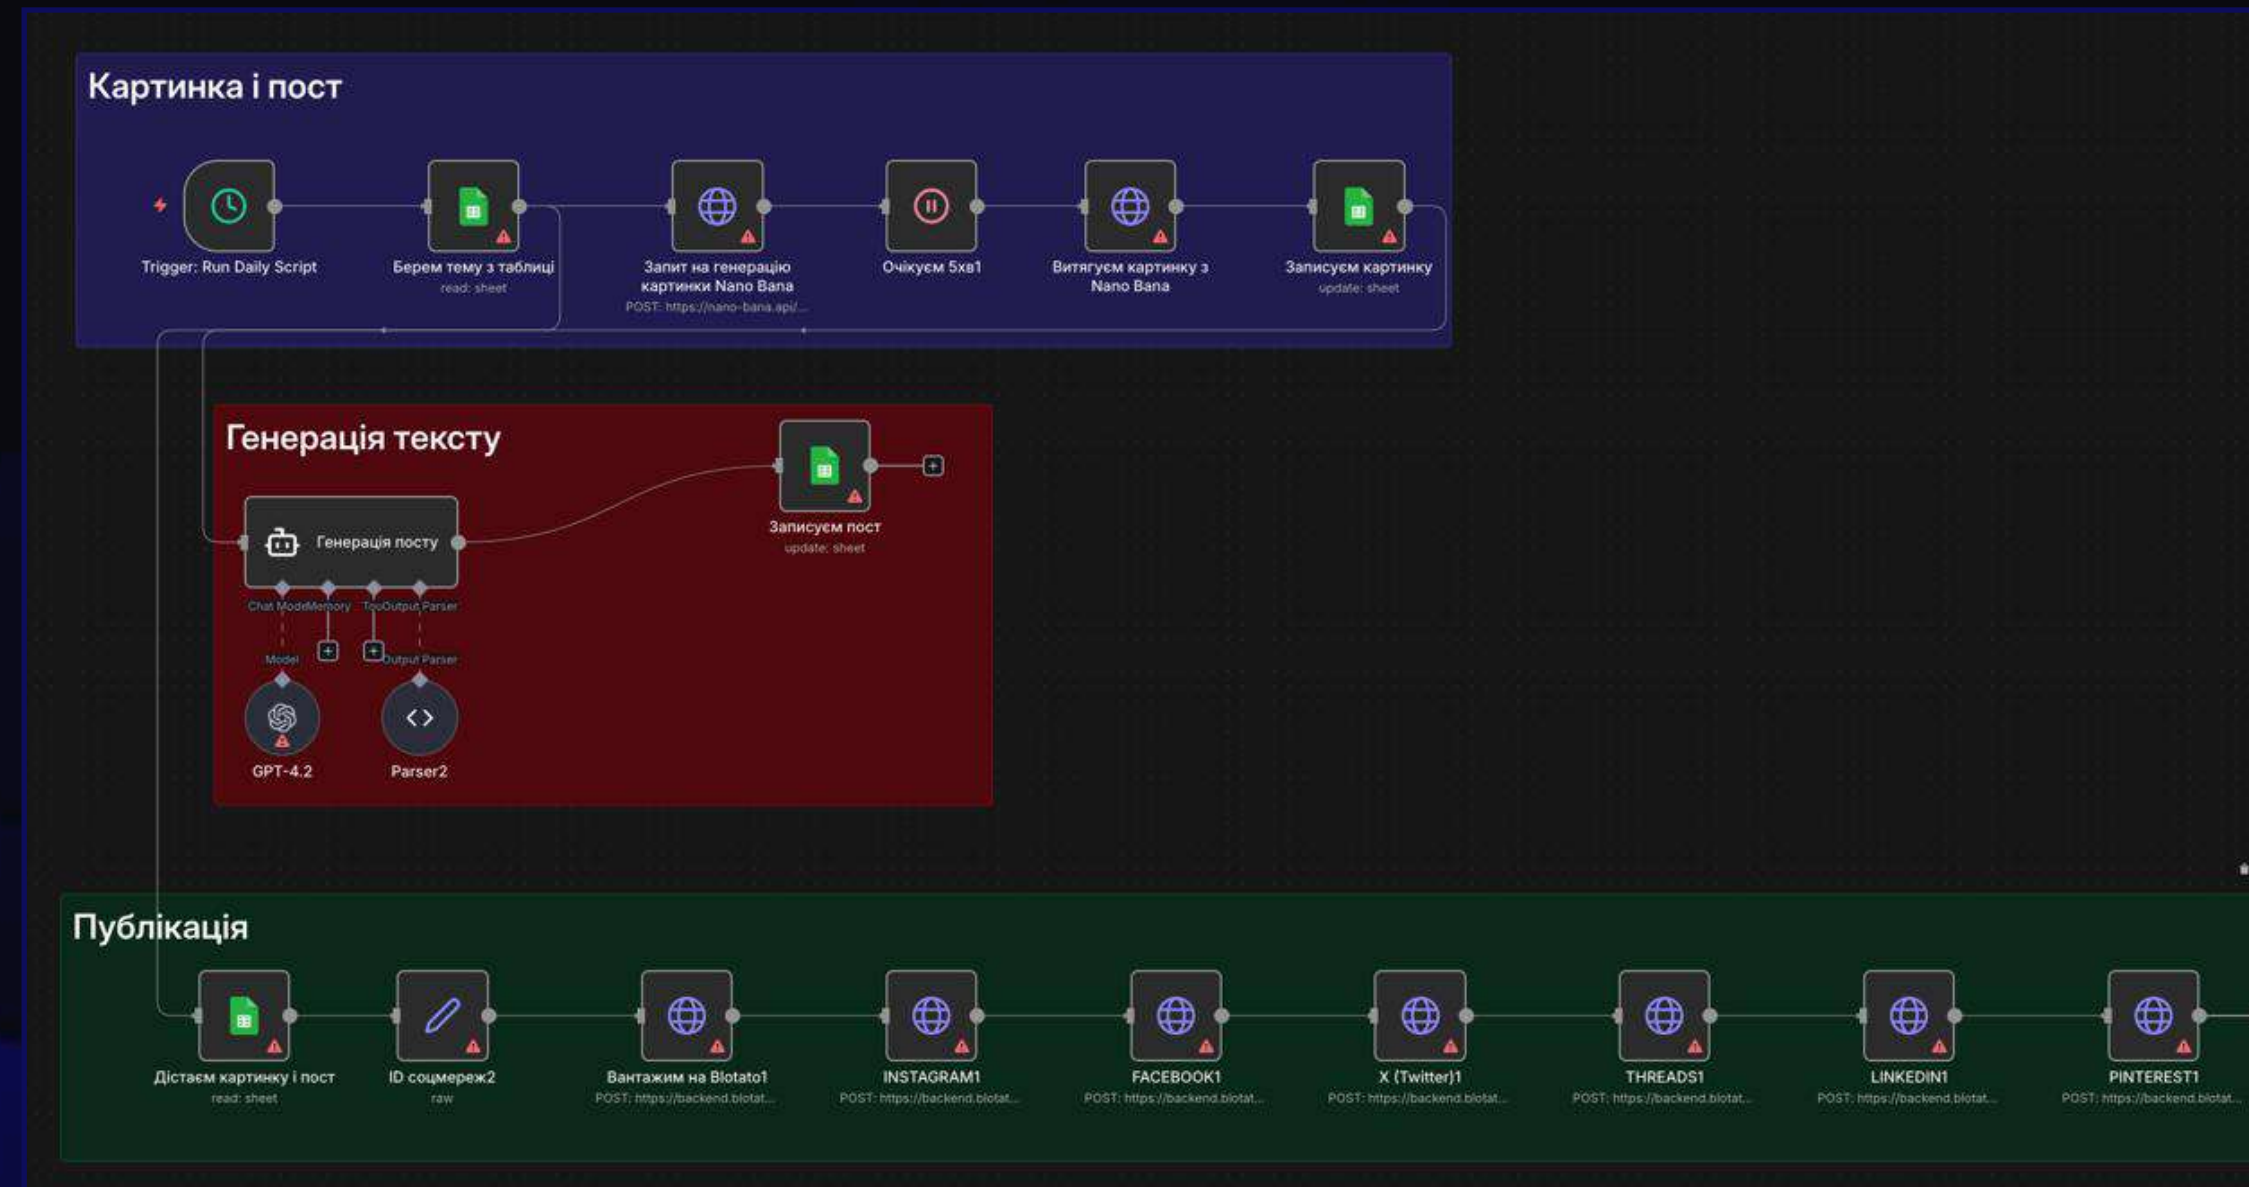 Картинка і пост
Trigger: Run Daily Script
Берем тему з таблиці
read: sheet
Запит на генерацію
картинки Nano Bana
POST: https://nano-bana.api/...
Очікуєм 5хв1
Витягуєм картинку з
Nano Bana
Записуєм картинку
update: sheet
Генерація тексту
Генерація посту
Chat Model
Memory
Tool
Output Parser
Model
Output Parser
GPT-4.2
Parser2
Записуєм пост
update: sheet
Публікація
Дістаєм картинку і пост
read: sheet
ID соцмереж2
raw
Вантажим на Blotato1
POST: https://backend.blotat...
INSTAGRAM1
POST: https://backend.blotat...
FACEBOOK1
POST: https://backend.blotat...
X (Twitter)1
POST: https://backend.blotat...
THREADS1
POST: https://backend.blotat...
LINKEDIN1
POST: https://backend.blotat...
PINTEREST1
POST: https://backend.blotat...